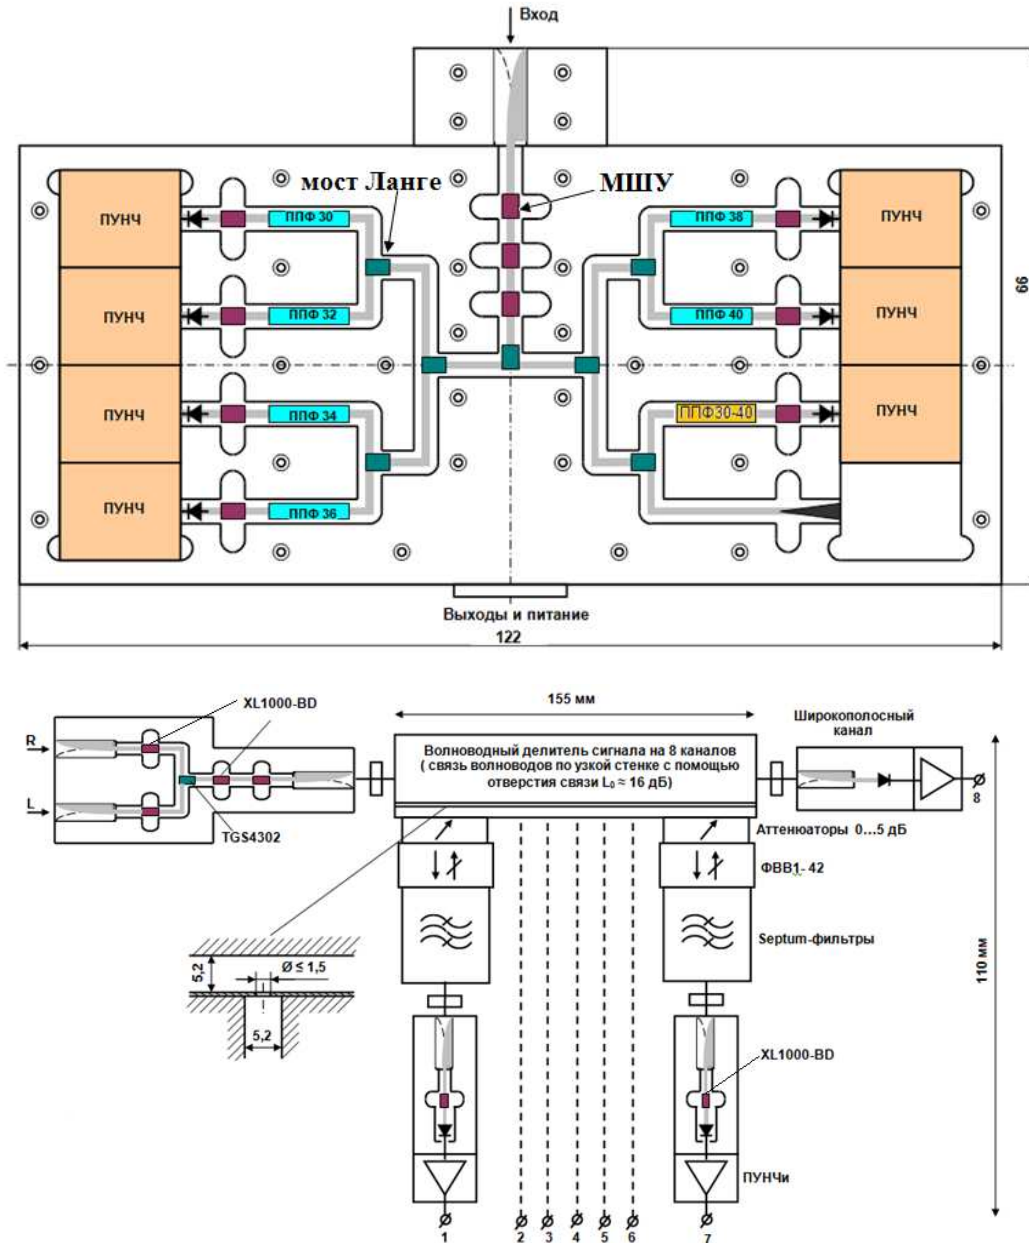 Вход
мост Ланге
МШУ
ПУНЧ
ППФ 30
ППФ 38
ПУНЧ
ПУНЧ
ППФ 32
ППФ 40
ПУНЧ
66
ПУНЧ
ППФ 34
ППФ30-40
ПУНЧ
ПУНЧ
ППФ 36
Выходы и питание
122
XL1000-BD
155 мм
Широкополосный
канал
R
Волноводный делитель сигнала на 8 каналов
( связь волноводов по узкой стенке с помощью
отверстия связи L₀ ≈ 16 дБ)
8
L
TGS4302
Аттенюаторы 0...5 дБ
ФВВ1- 42
Septum-фильтры
110 мм
5,2
Ø ≤ 1,5
5,2
XL1000-BD
ПУНЧи
1
2
3
4
5
6
7